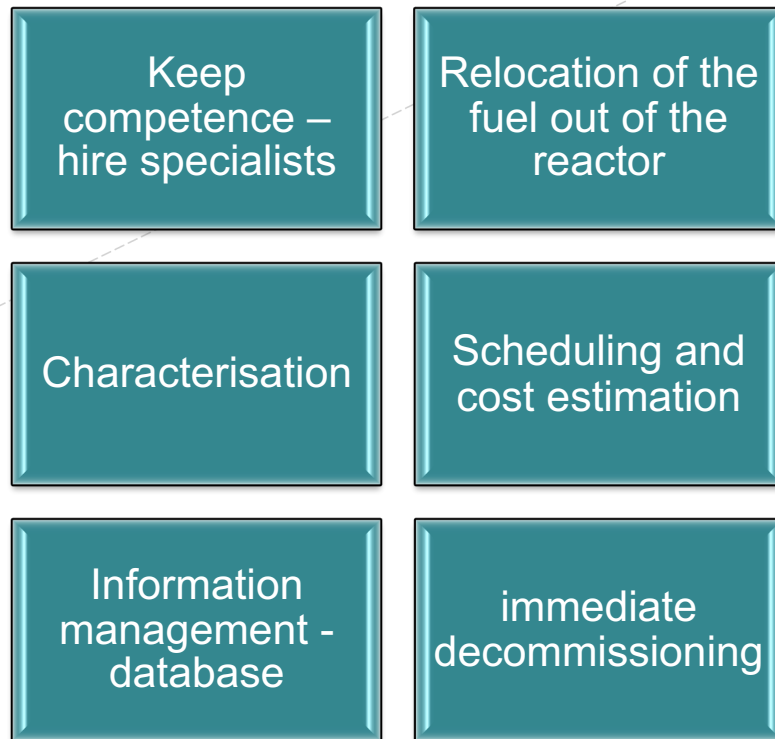 Keep
competence –
hire specialists
Relocation of the
fuel out of the
reactor
Characterisation
Scheduling and
cost estimation
Information
management -
database
immediate
decommissioning